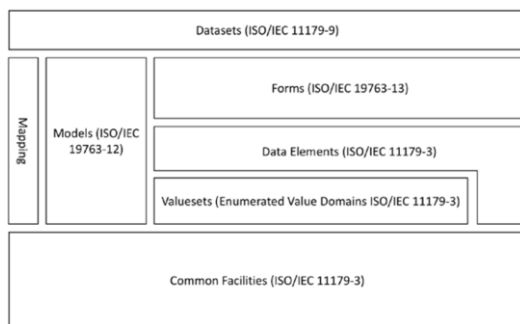 Datasets (ISO/IEC 11179-9)
Mapping
Models (ISO/IEC
19763-12)
Forms (ISO/IEC 19763-13)
Data Elements (ISO/IEC 11179-3)
Valuesets (Enumerated Value Domains ISO/IEC 11179-3)
Common Facilities (ISO/IEC 11179-3)